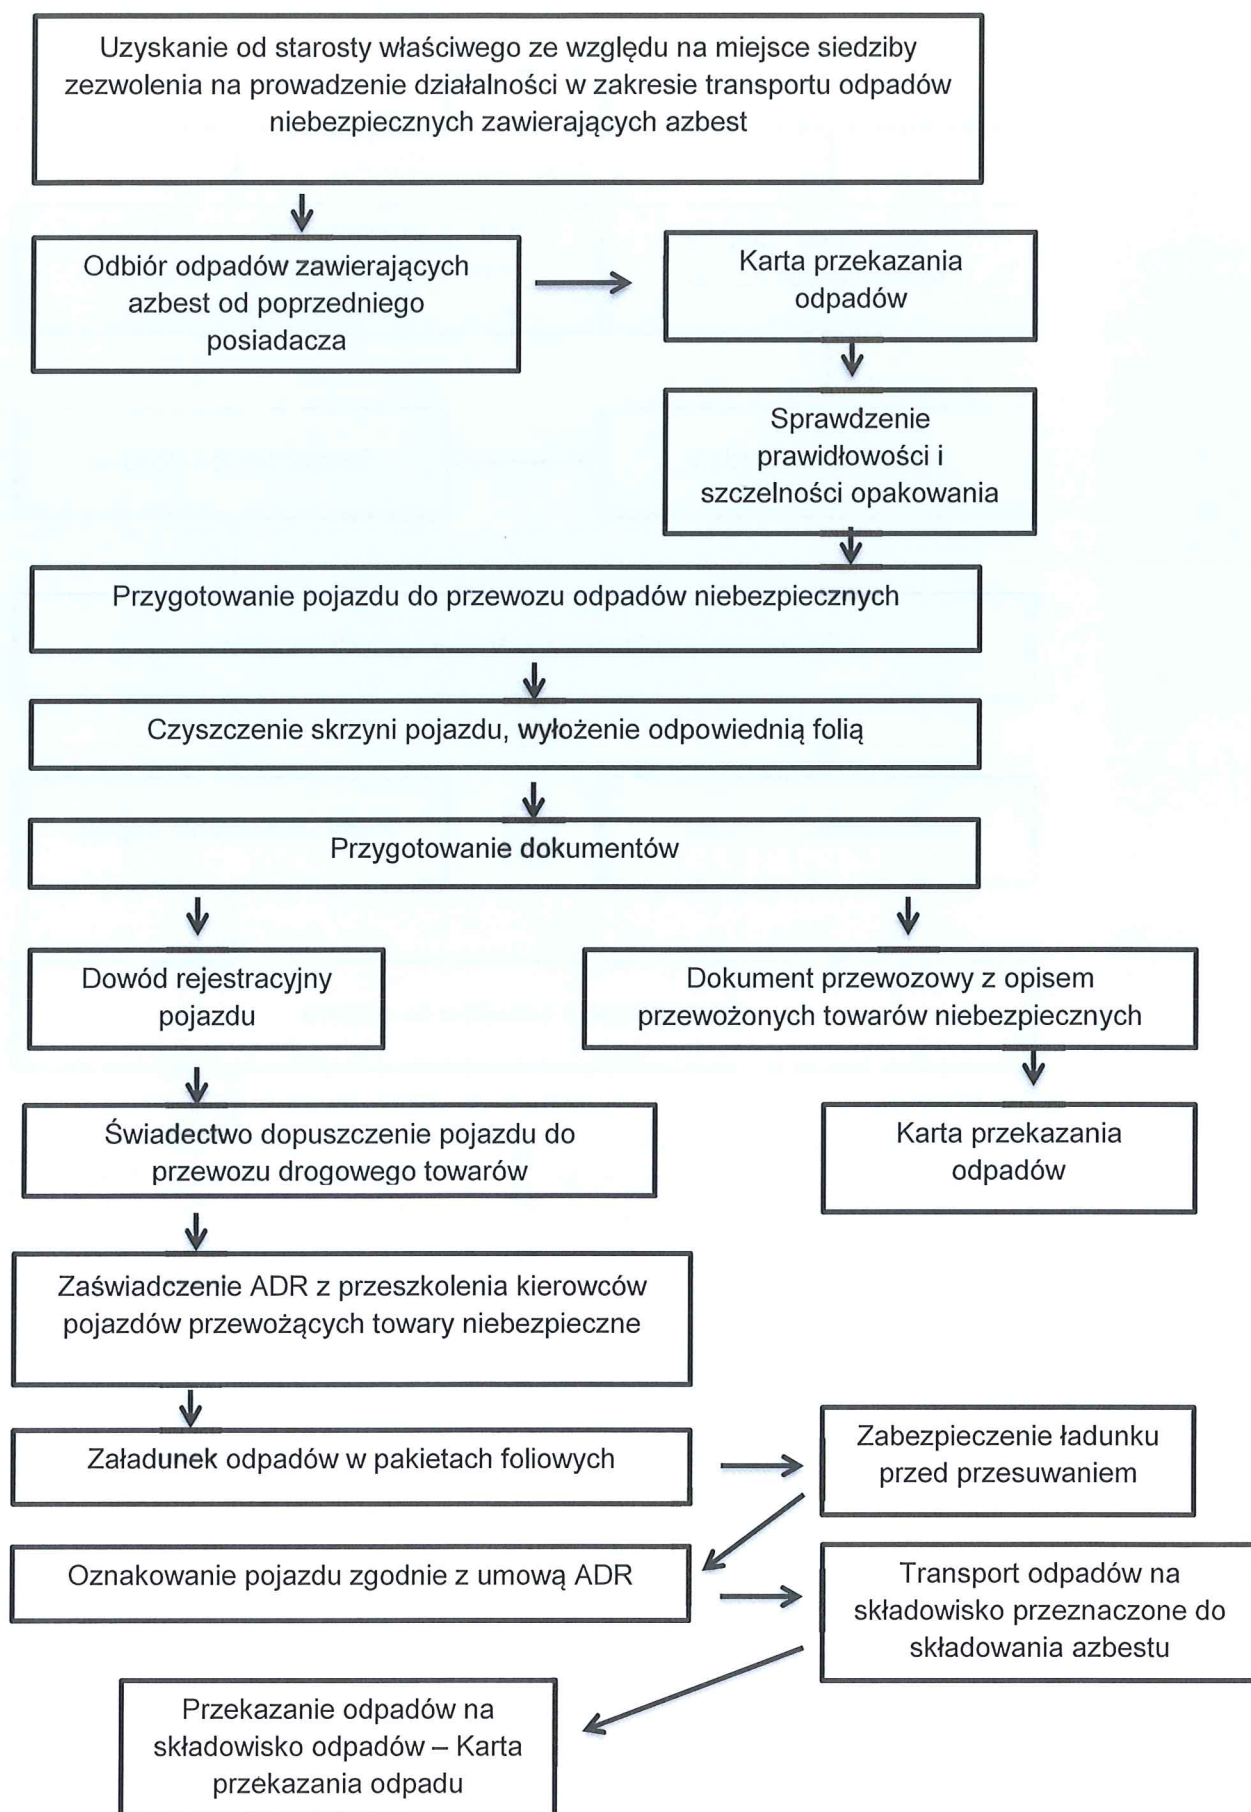 Uzyskanie od starosty właściwego ze względu na miejsce siedziby
zezwolenia na prowadzenie działalności w zakresie transportu odpadów
niebezpiecznych zawierających azbest
Odbiór odpadów zawierających
azbest od poprzedniego
posiadacza
Karta przekazania
odpadów
Sprawdzenie
prawidłowości i
szczelności opakowania
Przygotowanie pojazdu do przewozu odpadów niebezpiecznych
Czyszczenie skrzyni pojazdu, wyłożenie odpowiednią folią
Przygotowanie dokumentów
Dowód rejestracyjny
pojazdu
Dokument przewozowy z opisem
przewożonych towarów niebezpiecznych
Świadectwo dopuszczenie pojazdu do
przewozu drogowego towarów
Karta przekazania
odpadów
Zaświadczenie ADR z przeszkolenia kierowców
pojazdów przewożących towary niebezpieczne
Załadunek odpadów w pakietach foliowych
Zabezpieczenie ładunku
przed przesuwaniem
Oznakowanie pojazdu zgodnie z umową ADR
Transport odpadów na
składowisko przeznaczone do
składowania azbestu
Przekazanie odpadów na
składowisko odpadów – Karta
przekazania odpadu